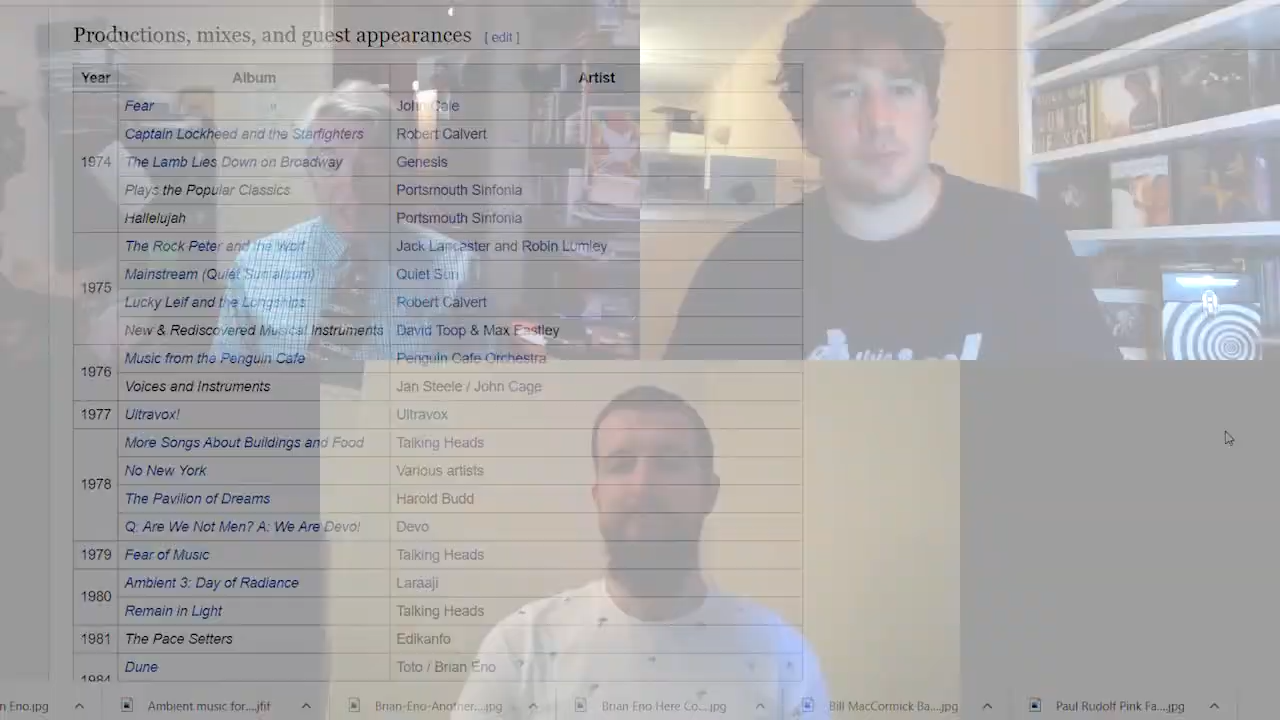 Productions, mixes, and guest appearances [ edit ]
Year Album Artist
Fear John Cale
Captain Lockheed and the Starfighters Robert Calvert
1974 The Lamb Lies Down on Broadway Genesis
Plays the Popular Classics Portsmouth Sinfonia
Hallelujah Portsmouth Sinfonia
The Rock Peter and the Wolf Jack Lancaster and Robin Lumley
Mainstream (Quiet Sun album) Quiet Sun
1975
Lucky Leif and the Longships Robert Calvert
New & Rediscovered Musical Instruments David Toop & Max Eastley
Music from the Penguin Cafe Penguin Cafe Orchestra
1976
Voices and Instruments Jan Steele / John Cage
1977 Ultravox! Ultravox
More Songs About Buildings and Food Talking Heads
No New York Various artists
1978
The Pavilion of Dreams Harold Budd
Q: Are We Not Men? A: We Are Devo! Devo
1979 Fear of Music Talking Heads
Ambient 3: Day of Radiance Laraaji
1980
Remain in Light Talking Heads
1981 The Pace Setters Edikanfo
Dune Toto / Brian Eno
1984
n Eno.jpg Ambient music for....jfif Brian-Eno-Another....jpg Brian Eno Here Co....jpg Bill MacCormick Ba....jpg Paul Rudolf Pink Fa....jpg